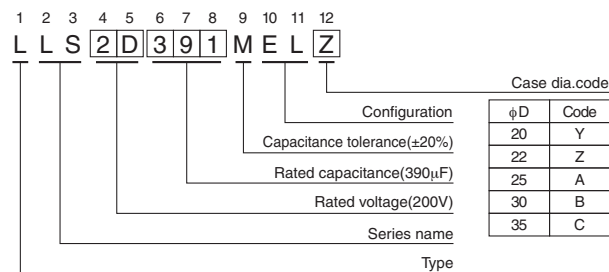 1 2 3 4 5 6 7 8 9 10 11 12
L L S 2 D 3 9 1 M E L Z
Case dia.code
Configuration
Capacitance tolerance(±20%)
Rated capacitance(390µF)
Rated voltage(200V)
Series name
Type
ϕD Code
20 Y
22 Z
25 A
30 B
35 C